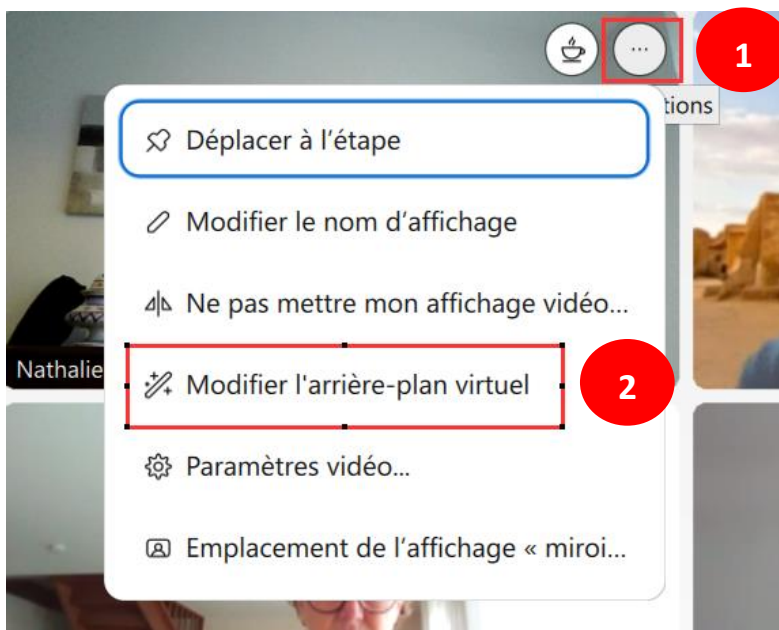 1
tions
Déplacer à l'étape
Modifier le nom d'affichage
Ne pas mettre mon affichage vidéo...
Nathalie
Modifier l'arrière-plan virtuel
2
Paramètres vidéo...
Emplacement de l'affichage « miroi...